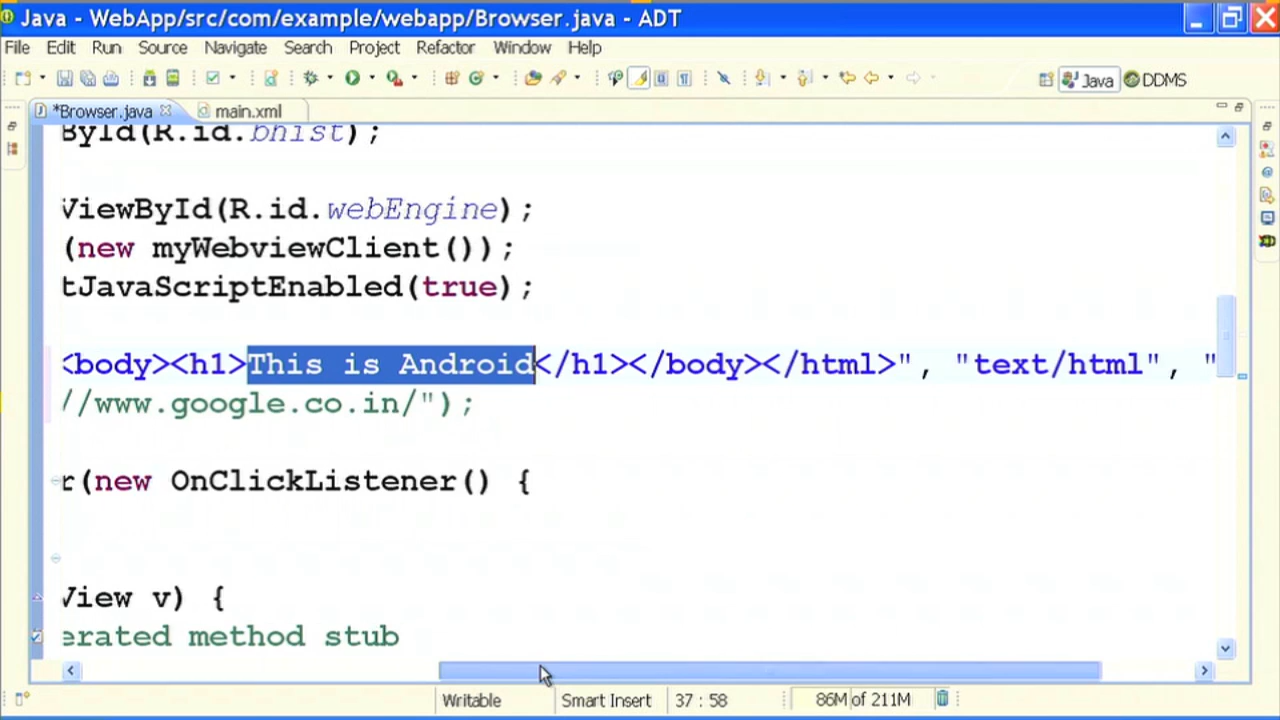 Java - WebApp/src/com/example/webapp/Browser.java - ADT
File Edit Run Source Navigate Search Project Refactor Window Help
Java DDMS
*Browser.java main.xml
ById(R.id.bhist);
ViewById(R.id.webEngine);
(new myWebviewClient());
tJavaScriptEnabled(true);
<body><h1>This is Android</h1></body></html>", "text/html", "
//www.google.co.in/");
r(new OnClickListener() {
View v) {
erated method stub
Writable Smart Insert 37 : 58 86M of 211M